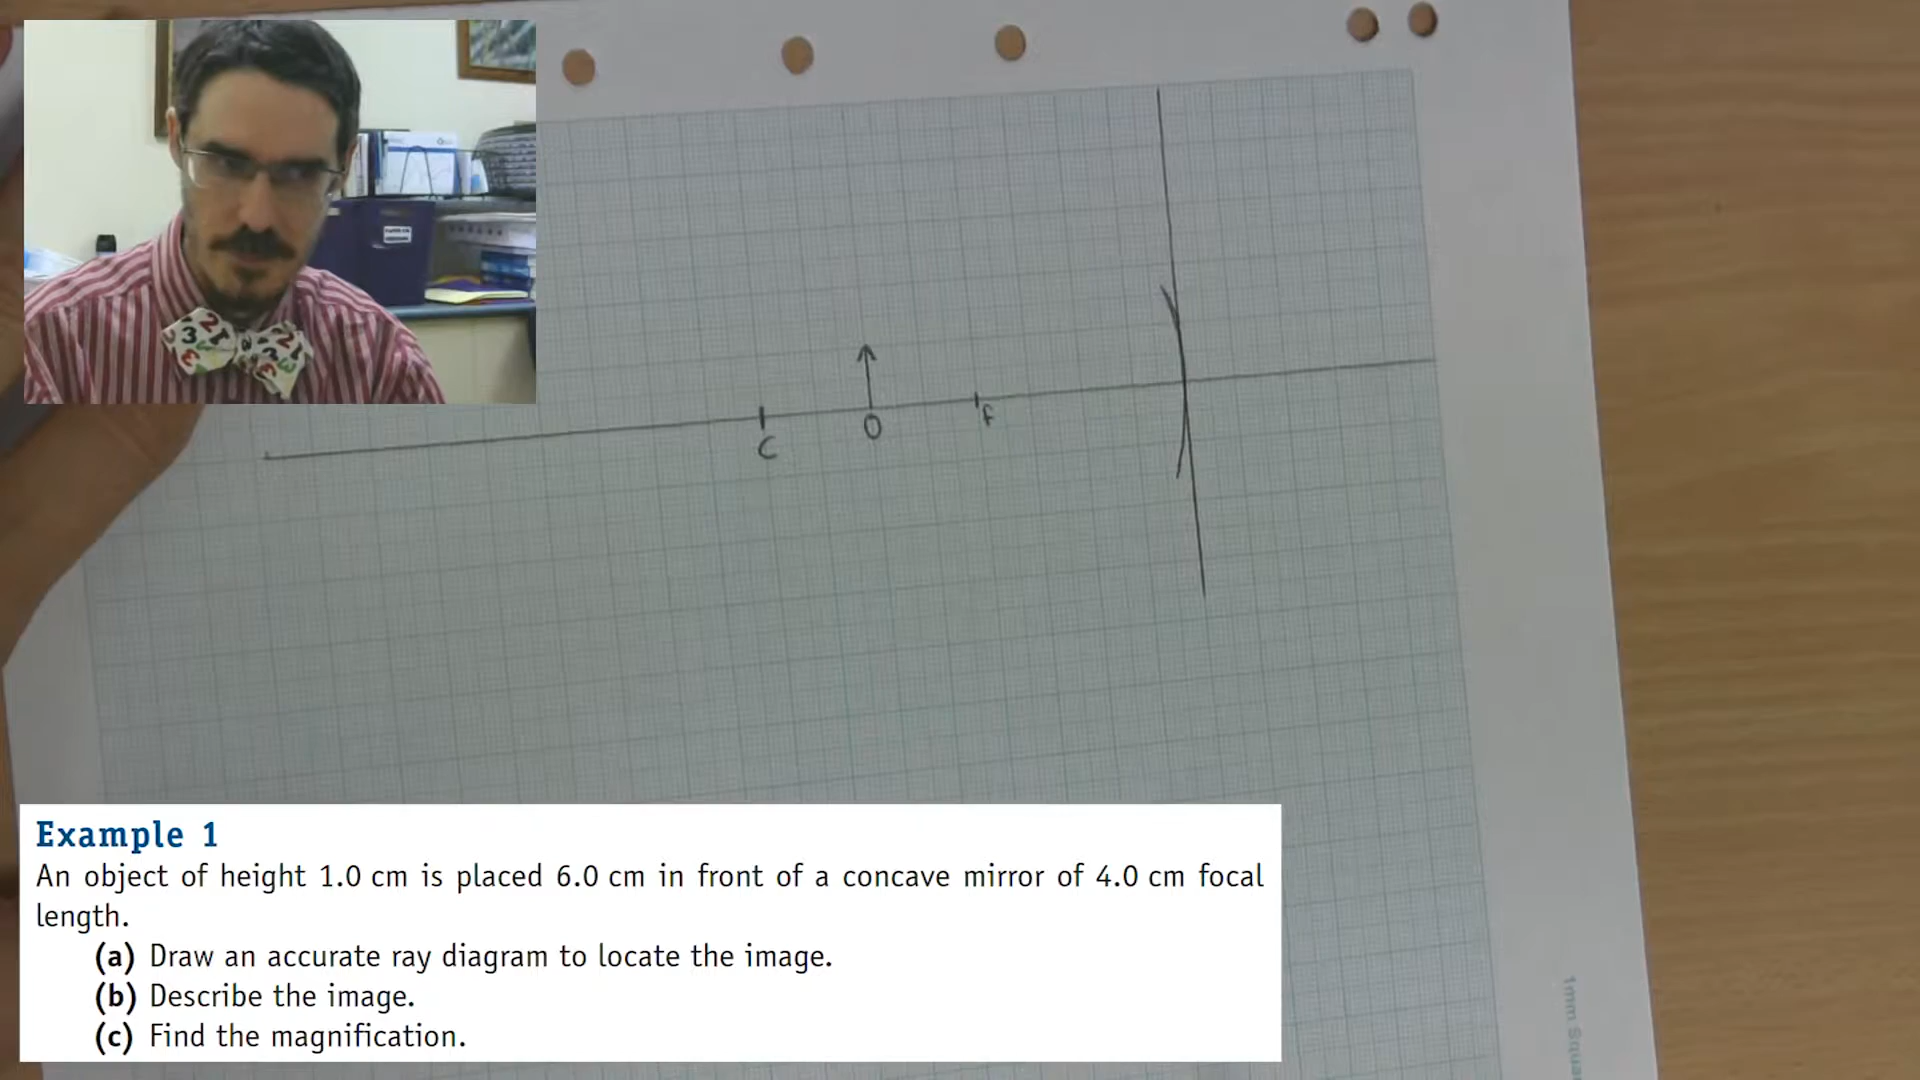 C
O
F
Example 1
An object of height 1.0 cm is placed 6.0 cm in front of a concave mirror of 4.0 cm focal
length.
(a) Draw an accurate ray diagram to locate the image.
(b) Describe the image.
(c) Find the magnification.
1mm